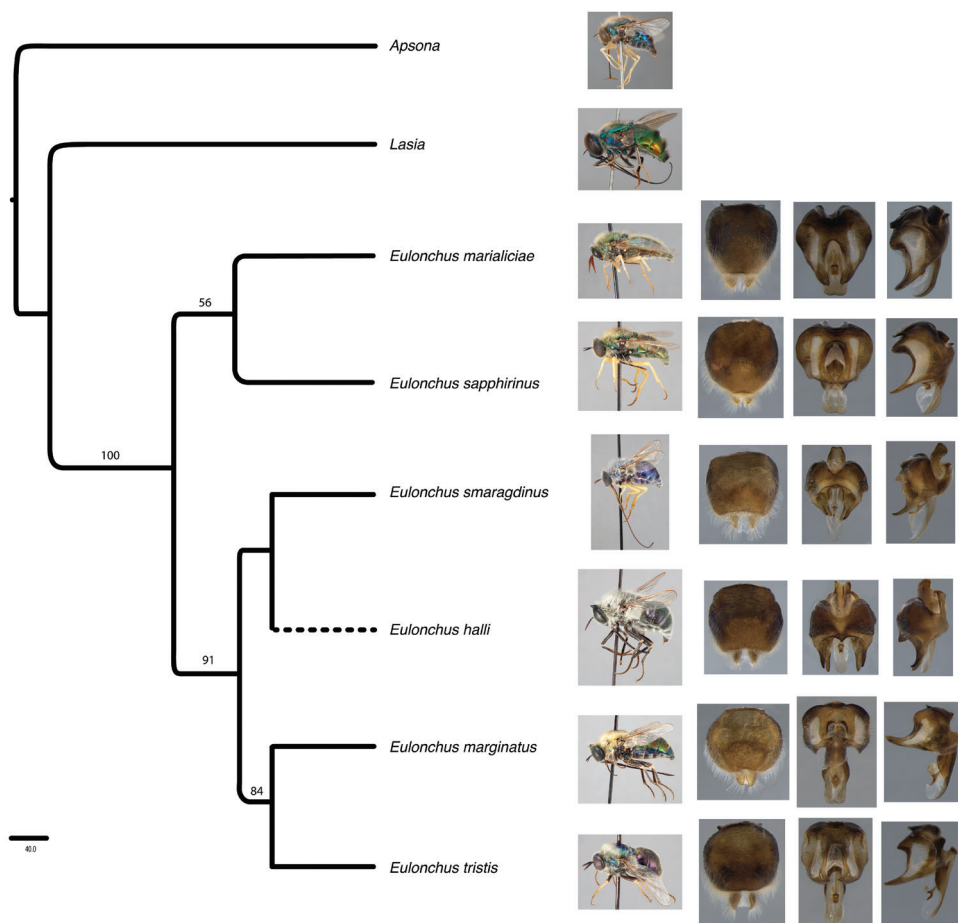 Apsona
Lasia
Eulonchus marialiciae
56
Eulonchus sapphirinus
100
Eulonchus smaragdinus
Eulonchus halli
91
Eulonchus marginatus
84
40.0
Eulonchus tristis